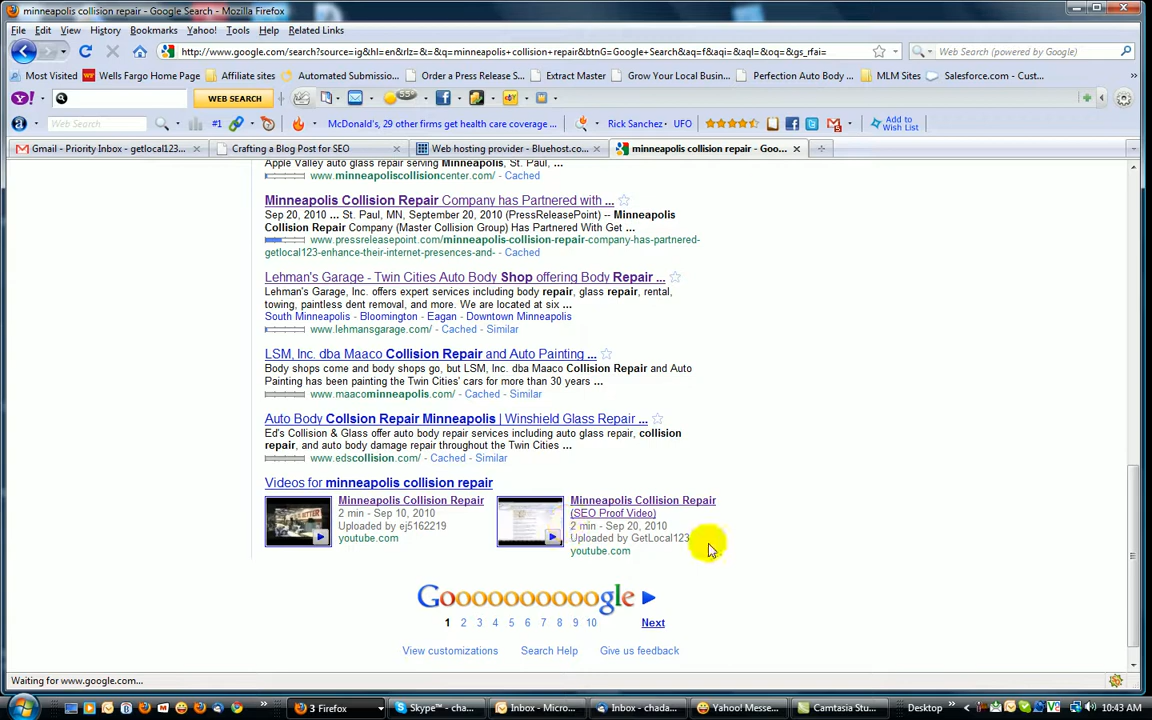 minneapolis collision repair - Google Search - Mozilla Firefox
File Edit View History Bookmarks Yahoo! Tools Help Related Links
http://www.google.com/search?source=ig&hl=en&rlz=&=&q=minneapolis+collision+repair&btnG=Google+Search&aq=f&aqi=&aql=&oq=&gs_rfai= Web Search (powered by Google)
Most Visited Wells Fargo Home Page Affiliate sites Automated Submissio... Order a Press Release S... Extract Master Grow Your Local Busin... Perfection Auto Body ... MLM Sites Salesforce.com - Cust...
WEB SEARCH 55°
Web Search #1 McDonald's, 29 other firms get health care coverage ... Rick Sanchez UFO Add to
Wish List
Gmail - Priority Inbox - getlocal123... Crafting a Blog Post for SEO Web hosting provider - Bluehost.co... minneapolis collision repair - Goo...
Apple Valley auto glass repair serving Minneapolis, St. Paul, ...
www.minneapoliscollisioncenter.com/ - Cached
Minneapolis Collision Repair Company has Partnered with ...
Sep 20, 2010 ... St. Paul, MN, September 20, 2010 (PressReleasePoint) -- Minneapolis
Collision Repair Company (Master Collision Group) Has Partnered With Get ...
www.pressreleasepoint.com/minneapolis-collision-repair-company-has-partnered-
getlocal123-enhance-their-internet-presences-and- - Cached
Lehman's Garage - Twin Cities Auto Body Shop offering Body Repair ...
Lehman's Garage, Inc. offers expert services including body repair, glass repair, rental,
towing, paintless dent removal, and more. We are located at six ...
South Minneapolis - Bloomington - Eagan - Downtown Minneapolis
www.lehmansgarage.com/ - Cached - Similar
LSM, Inc. dba Maaco Collision Repair and Auto Painting ...
Body shops come and body shops go, but LSM, Inc. dba Maaco Collision Repair and Auto
Painting has been painting the Twin Cities' cars for more than 30 years ...
www.maacominneapolis.com/ - Cached - Similar
Auto Body Collsion Repair Minneapolis | Winshield Glass Repair ...
Ed's Collision & Glass offer auto body repair services including auto glass repair, collision
repair, and auto body damage repair throughout the Twin Cities ...
www.edscollision.com/ - Cached - Similar
Videos for minneapolis collision repair
Minneapolis Collision Repair
2 min - Sep 10, 2010
Uploaded by ej5162219
youtube.com
Minneapolis Collision Repair
(SEO Proof Video)
2 min - Sep 20, 2010
Uploaded by GetLocal123
youtube.com
Goooooooooogle
1 2 3 4 5 6 7 8 9 10 Next
View customizations Search Help Give us feedback
Waiting for www.google.com...
3 Firefox Skype™ - cha... Inbox - Micro... Inbox - chada... Yahoo! Messe... Camtasia Stud... Desktop 10:43 AM